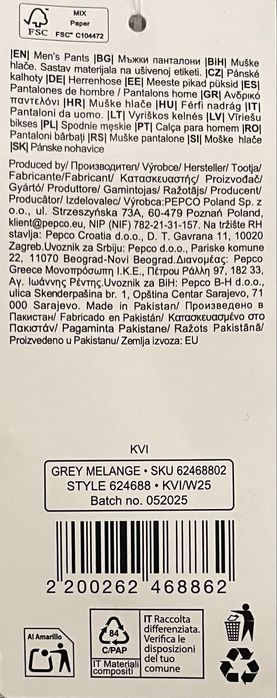 FSC
MIX
Paper
FSC™ C104472
|EN| Men's Pants |BG| Мъжки панталони |BiH| Muške
hlače. Sastav materijala na ušivenoj etiketi. |CZ| Pánské
kalhoty |DE| Herrenhose |EE| Meeste pikad püksid |ES|
Pantalones de hombre / Pantalons home |GR| Ανδρικό
παντελόνι |HR| Muške hlače |HU| Férfi nadrág |IT|
Pantaloni da uomo. |LT| Vyriškos kelnės |LV| Vīriešu
bikses |PL| Spodnie męskie |PT| Calça para homem |RO|
Pantaloni bărbaţi |RS| Muške pantalone |SI| Moške hlače
|SK| Pánske nohavice
Produced by/ Производител/ Výrobce/ Hersteller/ Tootja/
Fabricante/Fabricant/ Κατασκευαστής/ Proizvođač/
Gyártó/ Produttore/ Gamintojas/ Ražotājs/ Producent/
Producător/ Izdelovalec/ Výrobca:PEPCO Poland Sp. z
o.o., ul. Strzeszyńska 73A, 60-479 Poznań Poland,
klient@pepco.eu, NIP (NIF) 782-21-31-157. Na tržište RH
stavlja: Pepco Croatia d.o.o., D. T. Gavrana 11, 10020
Zagreb.Uvoznik za Srbiju: Pepco d.o.o., Pariske komune
22, 11070 Beograd-Novi Beograd.Διανομέας: Pepco
Greece Μονοπρόσωπη Ι.Κ.Ε., Πέτρου Ράλλη 97, 182 33,
Αγ. Ιωάννης Ρέντης.Uvoznik za BiH: Pepco B-H d.o.o.,
ulica Skenderpašina br. 1, Opština Centar Sarajevo, 71
000 Sarajevo. Made in Pakistan/ Произведено в
Пакистан/ Fabricado en Pakistán/ Κατασκευασμένο στο
Πακιστάν/ Pagaminta Pakistane/ Ražots Pakistānā/
Proizvedeno u Pakistanu/ Zemlja izvoza: EU
KVI
GREY MELANGE • SKU 62468802
STYLE 624688 • KVI/W25
Batch no. 052025
2 200262 468862
Al Amarillo
84
C/PAP
IT Materiali
compositi
IT Raccolta
differenziata.
Verifica le
disposizioni
del tuo
comune